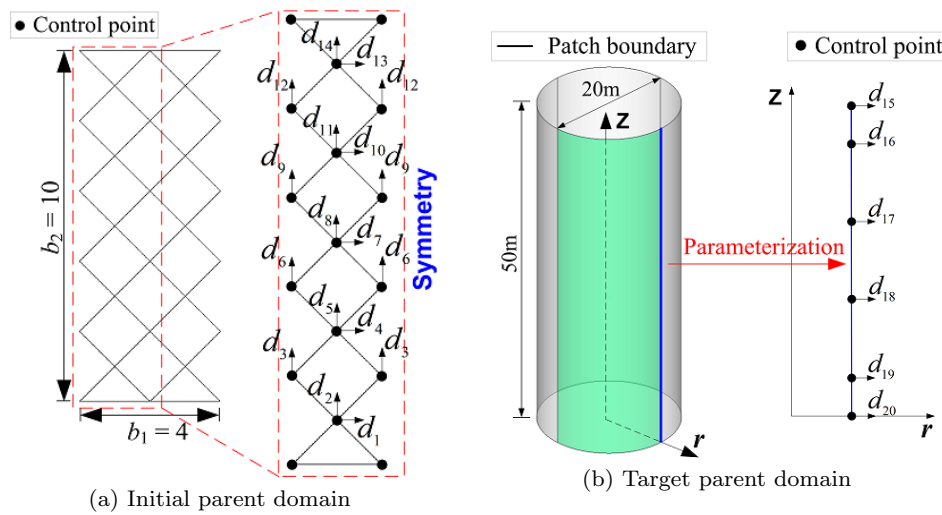 Control point
b₂ = 10
b₁ = 4
d₁₄
d₁₃
d₁₂
d₁₂
d₁₁
d₁₀
d₉
d₉
d₈
d₇
d₆
d₆
d₅
d₄
d₃
d₃
d₂
d₁
Symmetry
(a) Initial parent domain
Patch boundary
Control point
20m
z
50m
r
Parameterization
z
d₁₅
d₁₆
d₁₇
d₁₈
d₁₉
d₂₀
r
(b) Target parent domain